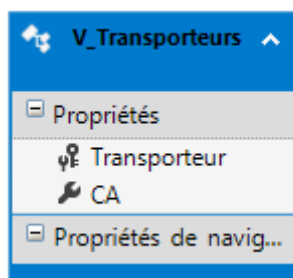 V_Transporteurs
Propriétés
Transporteur
CA
Propriétés de navig...